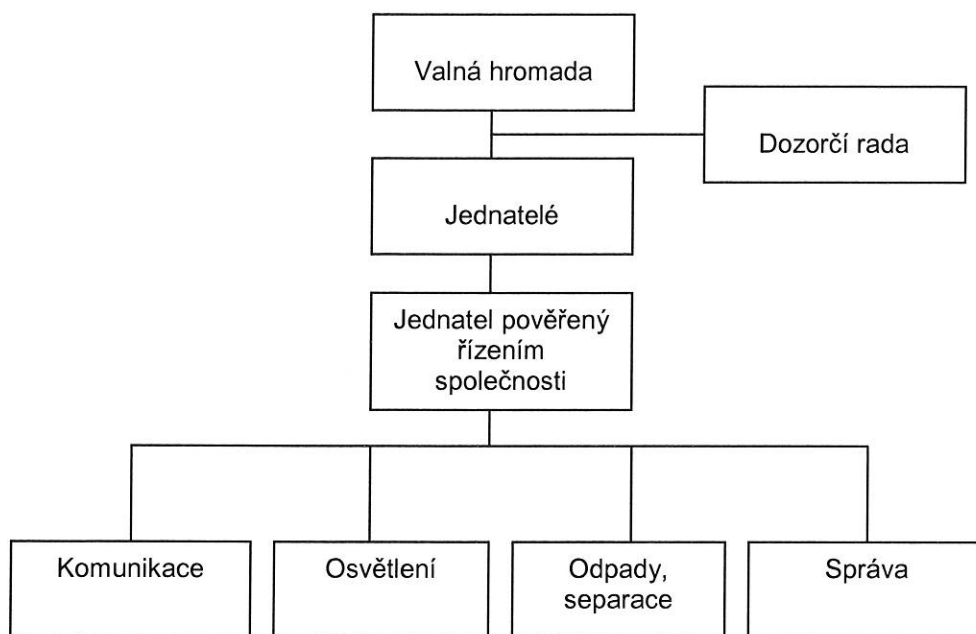 Valná hromada
Dozorčí rada
Jednatelé
Jednatel pověřený
řízením
společnosti
Komunikace
Osvětlení
Odpady,
separace
Správa